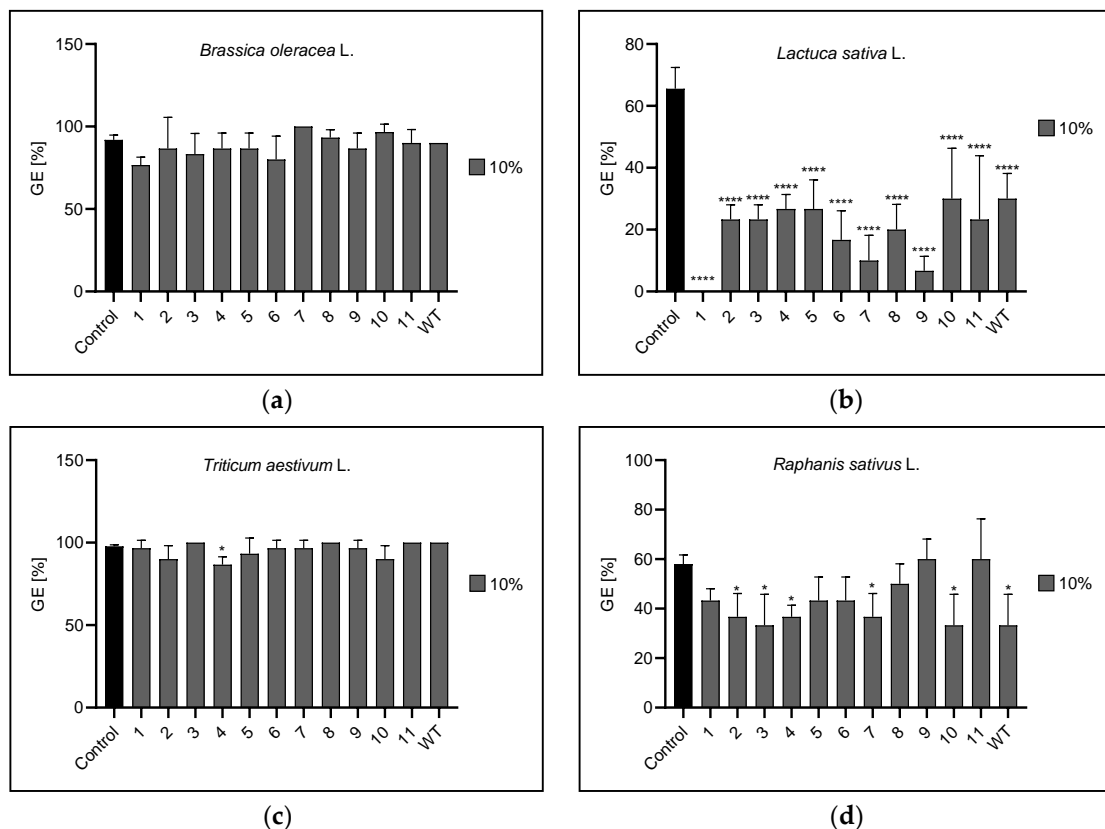 Brassica oleracea L.
GE [%]
150
100
50
0
Control 1 2 3 4 5 6 7 8 9 10 11 WT
10%
(a)
Lactuca sativa L.
GE [%]
80
60
40
20
0
**** **** **** **** **** **** **** **** **** **** **** ****
Control 1 2 3 4 5 6 7 8 9 10 11 WT
10%
(b)
Triticum aestivum L.
GE [%]
150
100
50
0
*
Control 1 2 3 4 5 6 7 8 9 10 11 WT
10%
(c)
Raphanis sativus L.
GE [%]
100
80
60
40
20
0
* * * * * *
Control 1 2 3 4 5 6 7 8 9 10 11 WT
10%
(d)